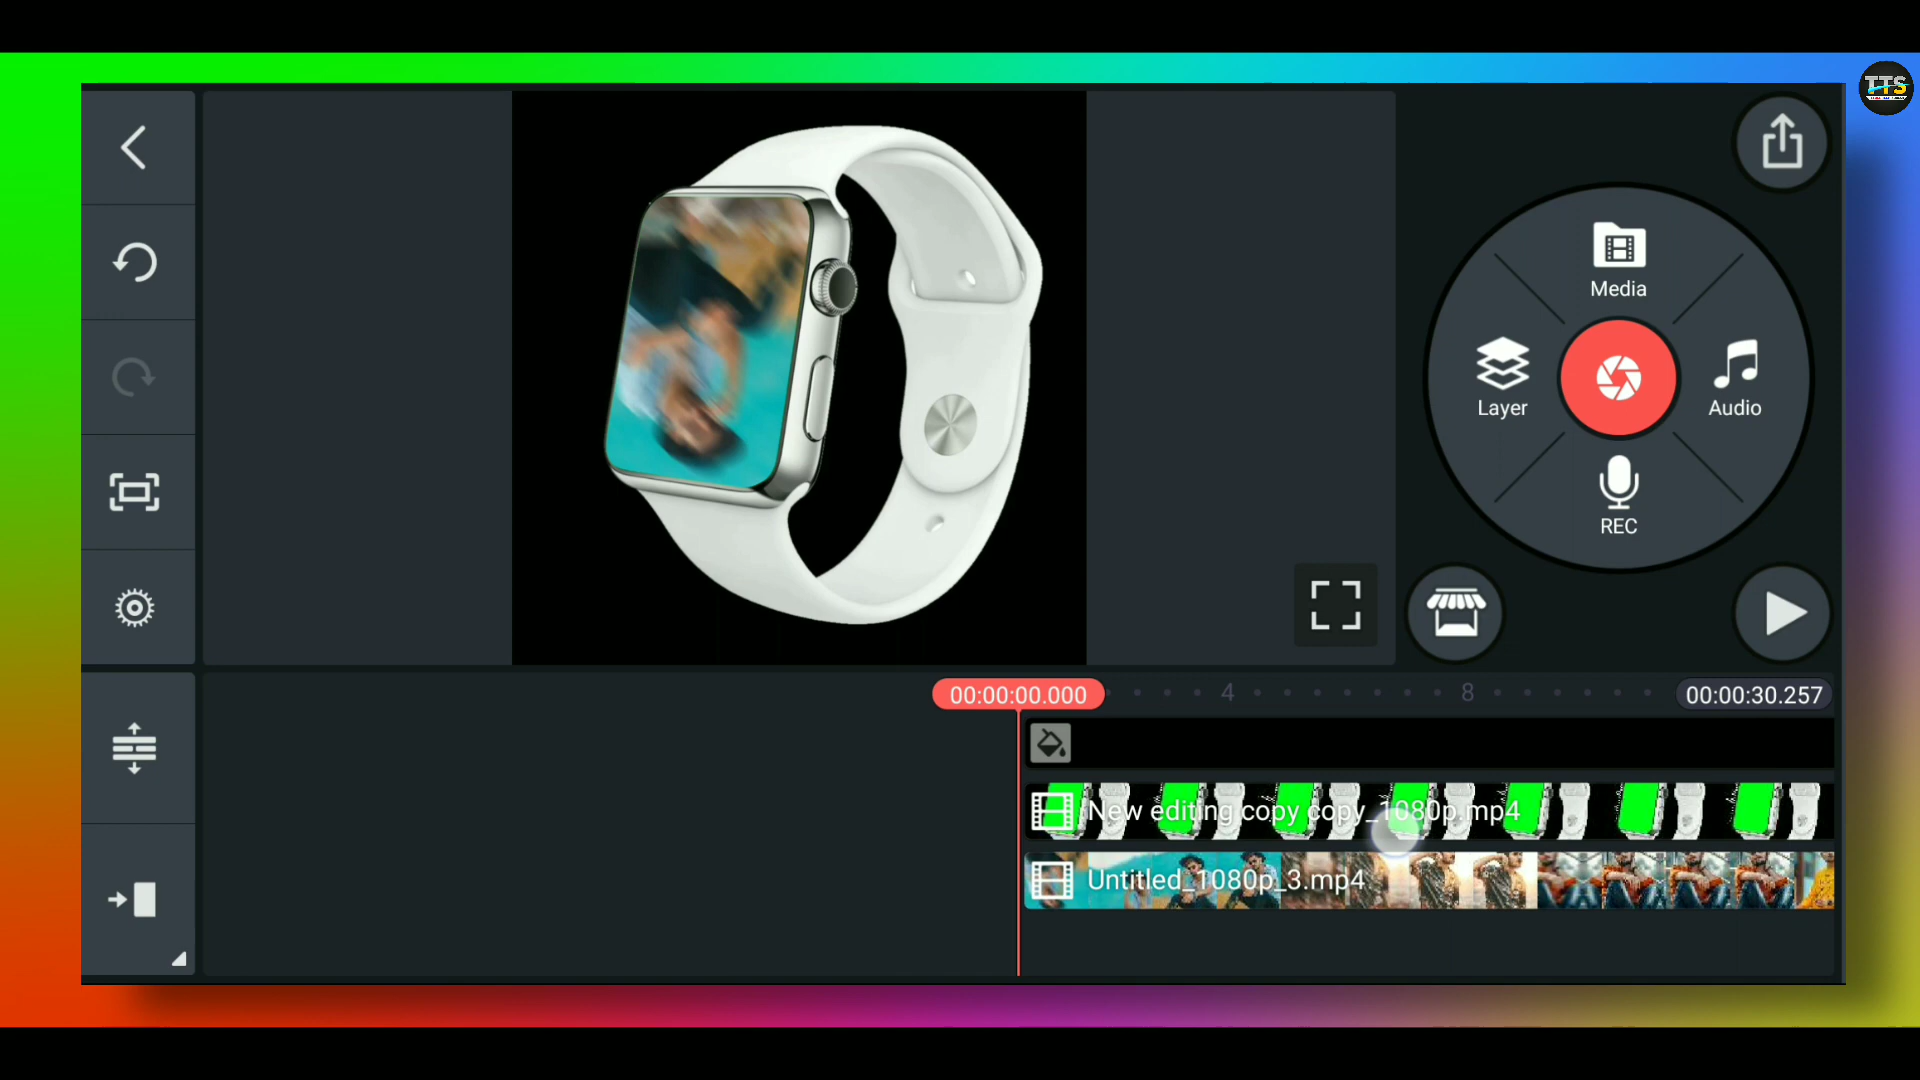 TTS
Media
Layer
Audio
REC
00:00:00.000
4
8
00:00:30.257
New editing copy copy_1080p.mp4
Untitled_1080p_3.mp4